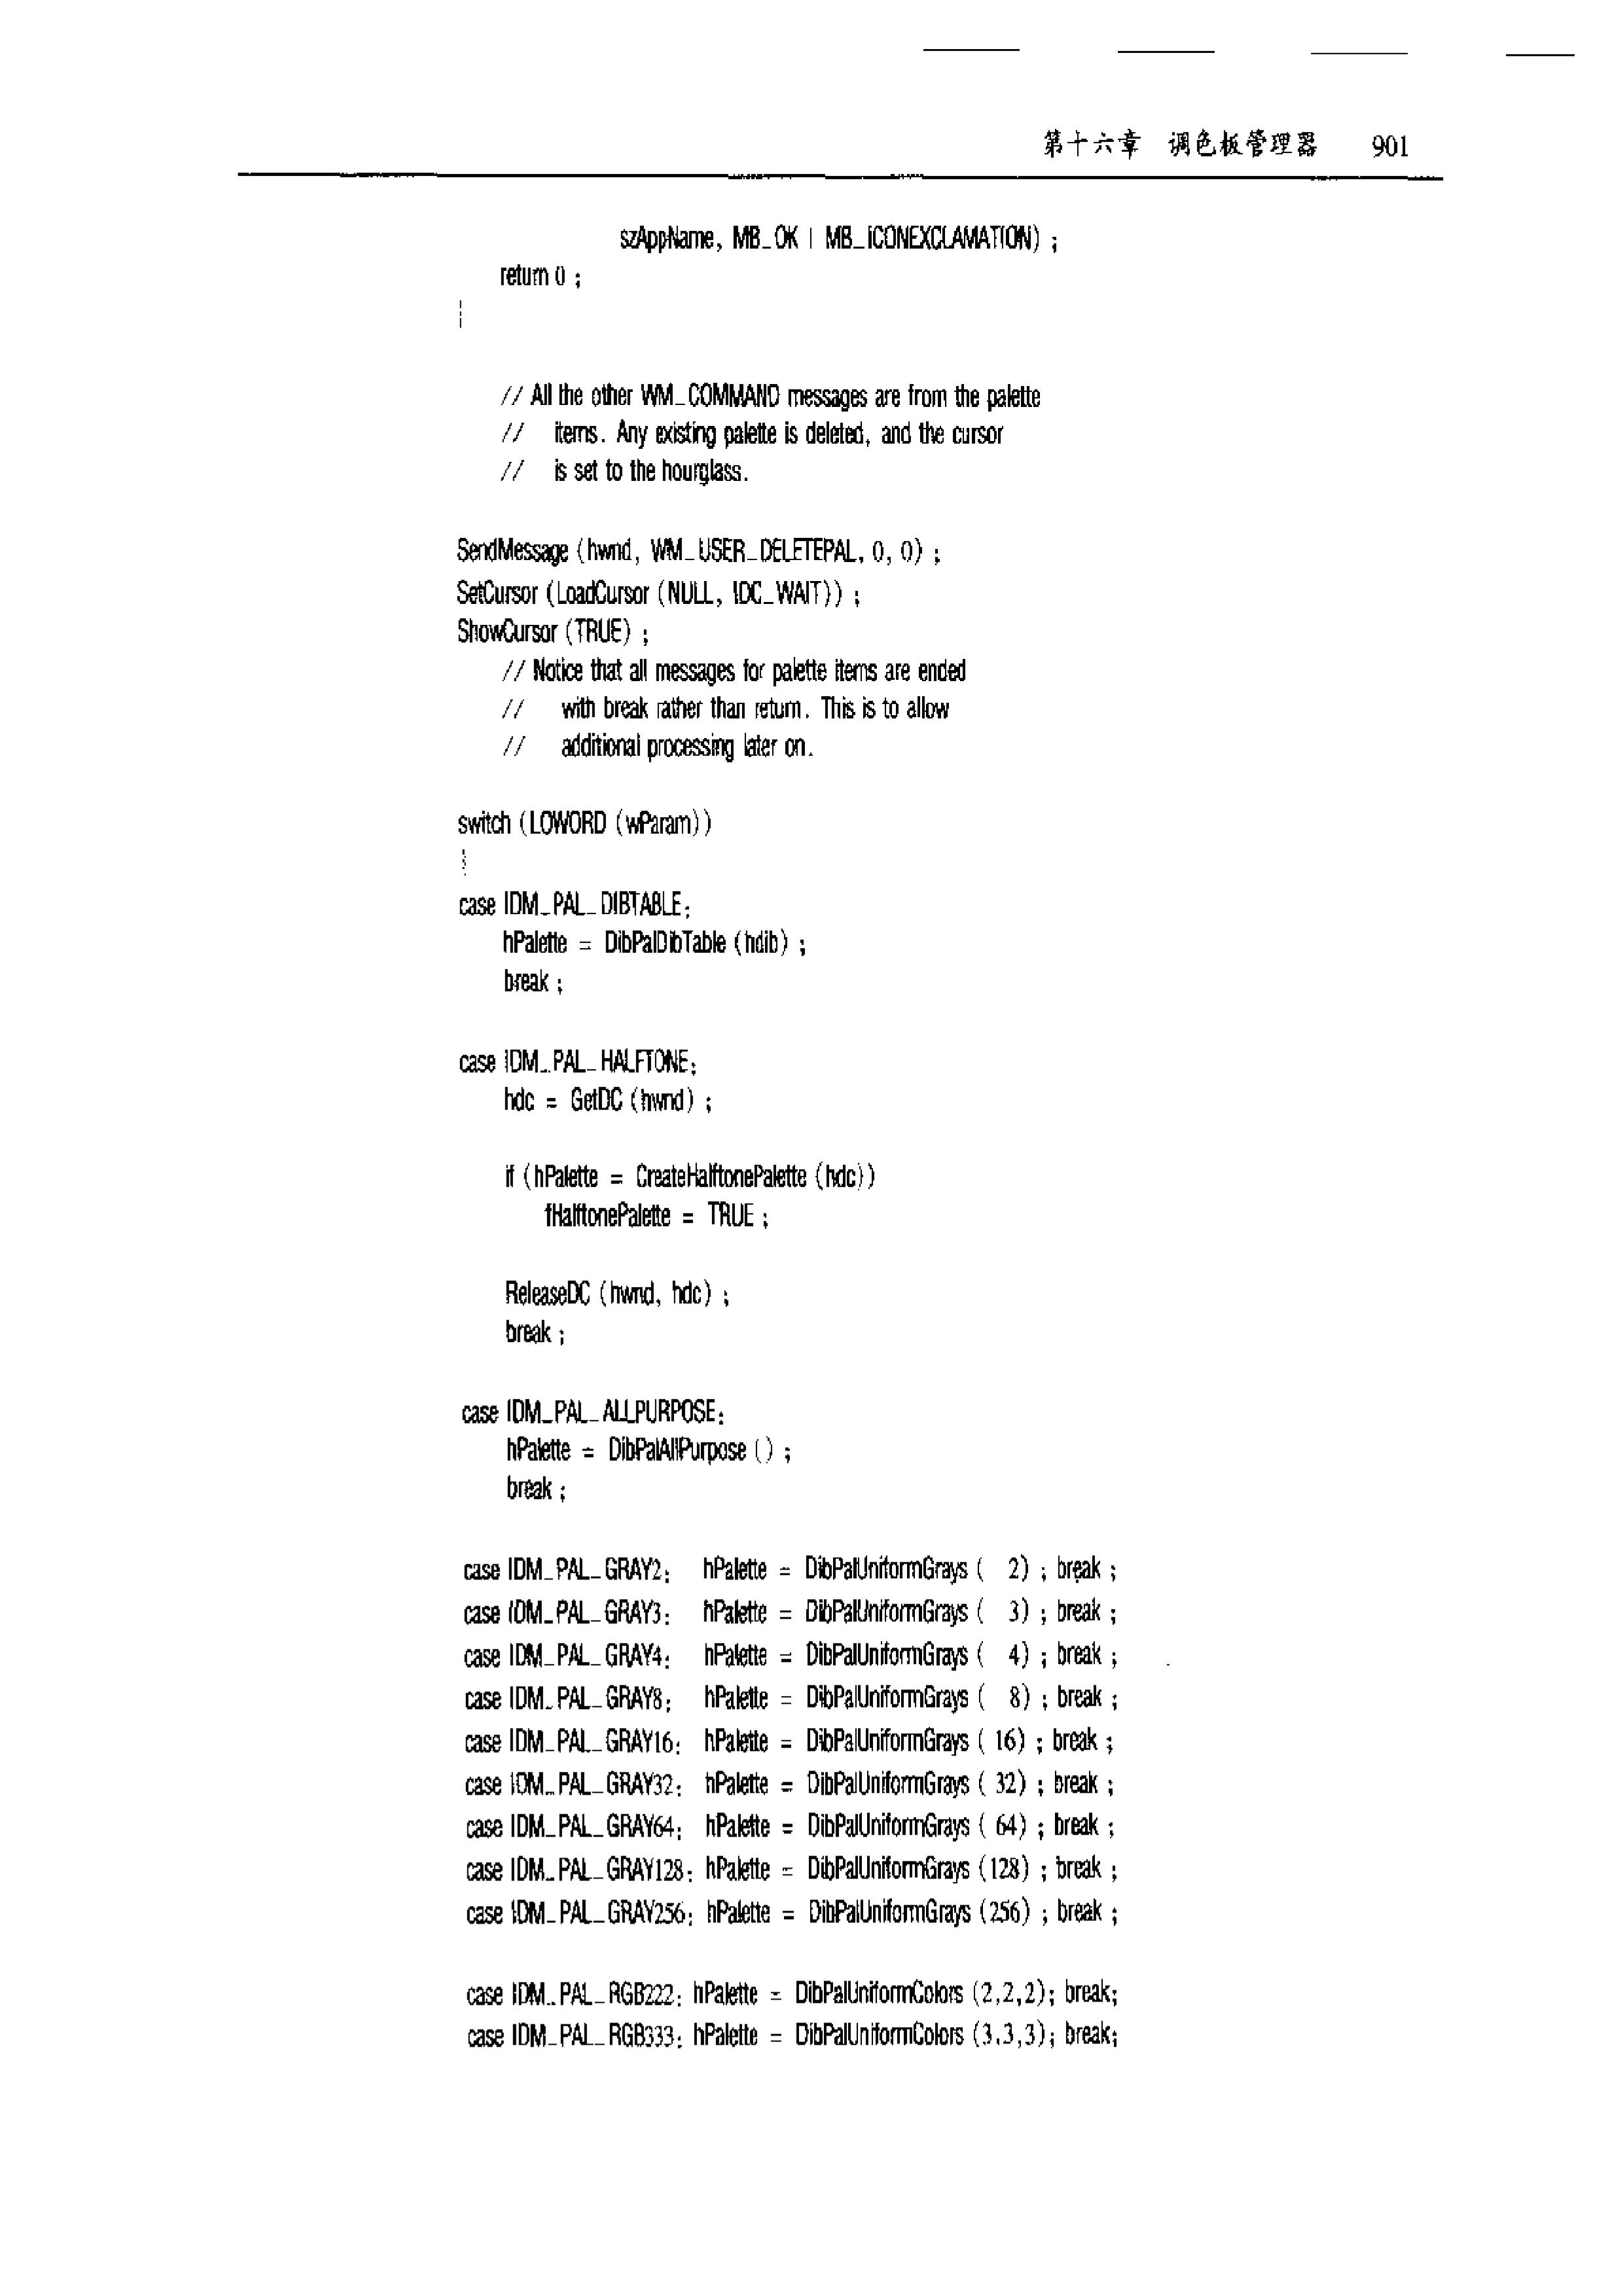 第十六章 调色板管理器 901
szAppName, MB_OK | MB_ICONEXCLAMATION) ;
return 0 ;
}
// All the other WM_COMMAND messages are from the palette
// items. Any existing palette is deleted, and the cursor
// is set to the hourglass.
SendMessage (hwnd, WM_USER_DELETEPAL, 0, 0) ;
SetCursor (LoadCursor (NULL, IDC_WAIT)) ;
ShowCursor (TRUE) ;
// Notice that all messages for palette items are ended
// with break rather than return. This is to allow
// additional processing later on.
switch (LOWORD (wParam))
{
case IDM_PAL_DIBTABLE:
hPalette = DibPalDibTable (hdib) ;
break ;
case IDM_PAL_HALFTONE:
hdc = GetDC (hwnd) ;
if (hPalette = CreateHalftonePalette (hdc))
fHalftonePalette = TRUE ;
ReleaseDC (hwnd, hdc) ;
break ;
case IDM_PAL_ALLPURPOSE:
hPalette = DibPalAllPurpose () ;
break ;
case IDM_PAL_GRAY2: hPalette = DibPalUniformGrays ( 2) ; break ;
case IDM_PAL_GRAY3: hPalette = DibPalUniformGrays ( 3) ; break ;
case IDM_PAL_GRAY4: hPalette = DibPalUniformGrays ( 4) ; break ;
case IDM_PAL_GRAY8: hPalette = DibPalUniformGrays ( 8) ; break ;
case IDM_PAL_GRAY16: hPalette = DibPalUniformGrays ( 16) ; break ;
case IDM_PAL_GRAY32: hPalette = DibPalUniformGrays ( 32) ; break ;
case IDM_PAL_GRAY64: hPalette = DibPalUniformGrays ( 64) ; break ;
case IDM_PAL_GRAY128: hPalette = DibPalUniformGrays (128) ; break ;
case IDM_PAL_GRAY256: hPalette = DibPalUniformGrays (256) ; break ;
case IDM_PAL_RGB222: hPalette = DibPalUniformColors (2,2,2); break;
case IDM_PAL_RGB333: hPalette = DibPalUniformColors (3,3,3); break;